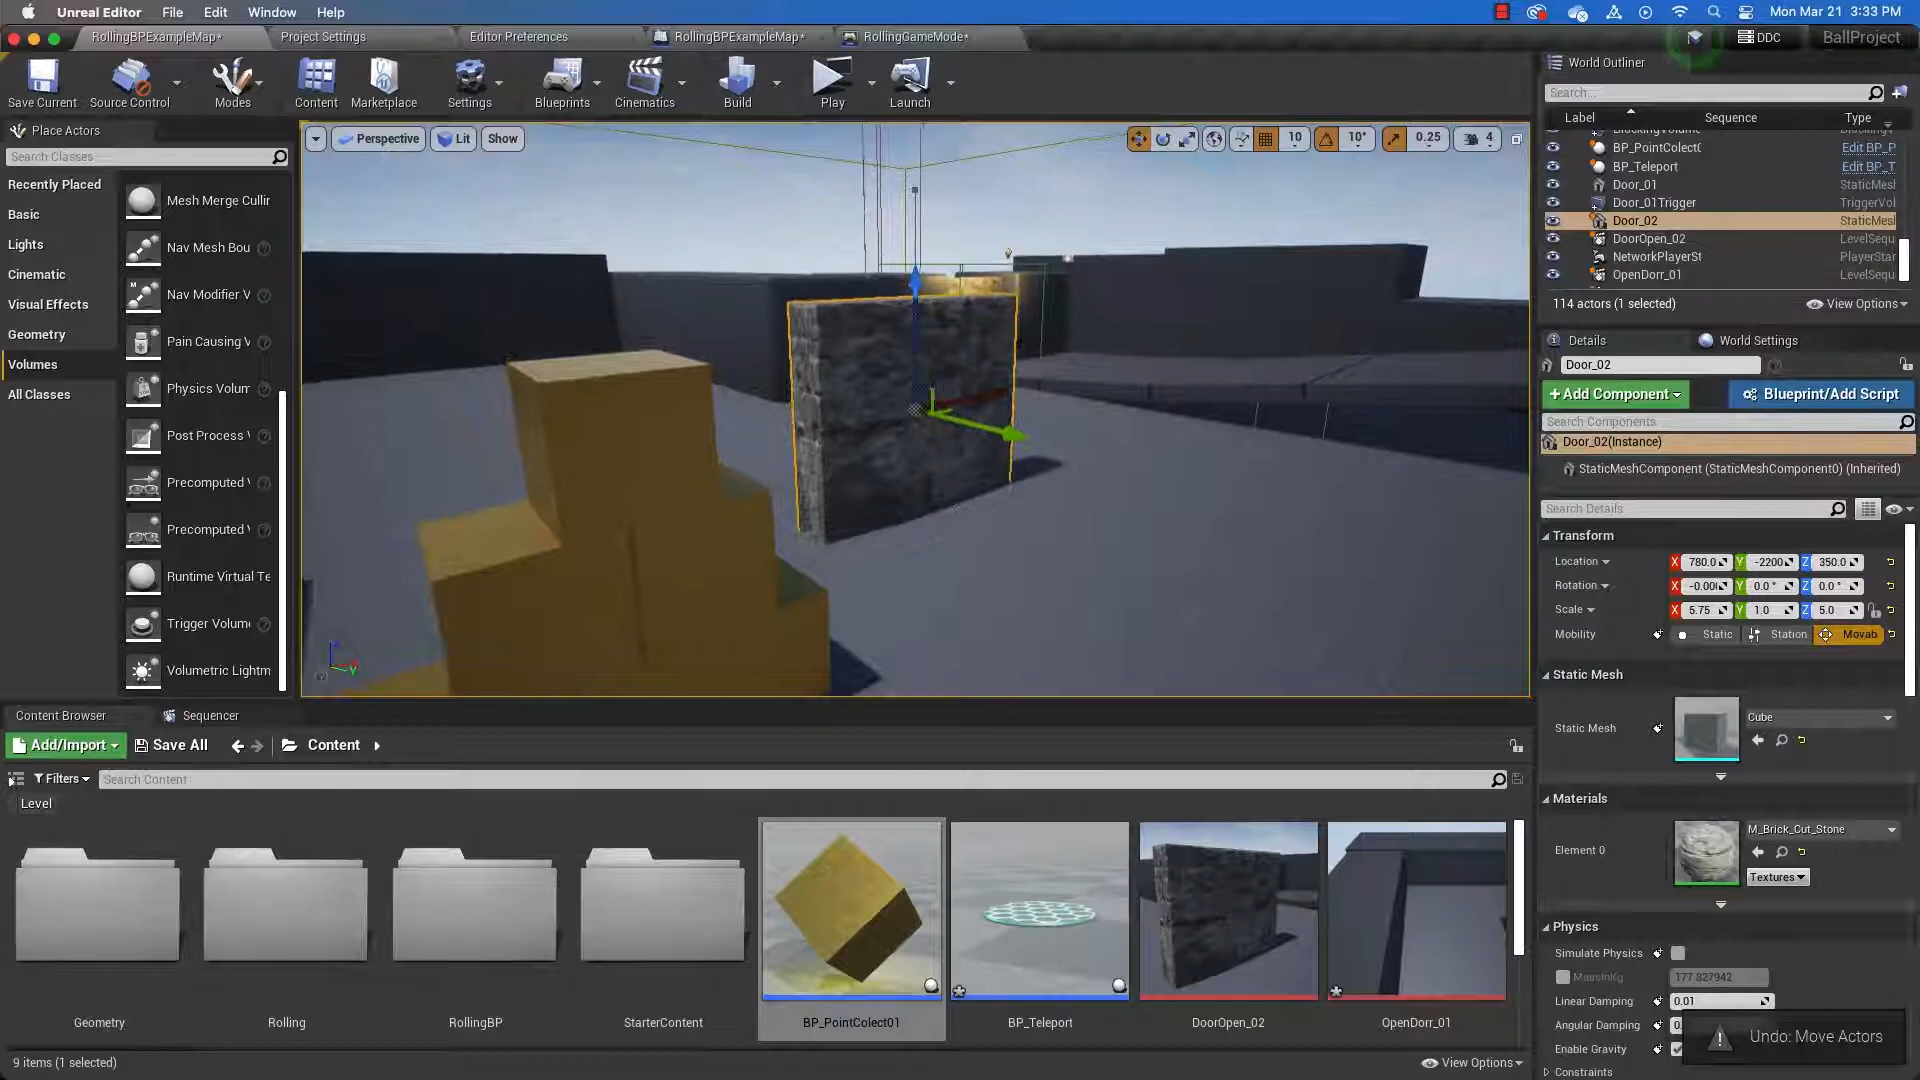 Unreal Editor File Edit Window Help
Mon Mar 21 3:33 PM
RollingBPExampleMap* Project Settings Editor Preferences RollingBPExampleMap* RollingGameMode*
DDC BallProject
Save Current Source Control Modes Content Marketplace Settings Blueprints Cinematics Build Play Launch
World Outliner
Search...
Label Sequence Type
BP_PointColect
Edit BP_P
BP_Teleport Edit BP_T
Door_01 StaticMesl
Door_01Trigger TriggerVol
Door_02 StaticMesl
DoorOpen_02 LevelSequ
NetworkPlayerSt PlayerStar
OpenDorr_01 LevelSequ
114 actors (1 selected) View Options
Place Actors
Search Classes
Recently Placed
Basic
Lights
Cinematic
Visual Effects
Geometry
Volumes
All Classes
Mesh Merge Cullir
Nav Mesh Bou
Nav Modifier V
Pain Causing V
Physics Volum
Post Process V
Precomputed V
Precomputed V
Runtime Virtual Te
Trigger Volum
Volumetric Lightm
Perspective Lit Show
10 10° 0.25 4
Details World Settings
Door_02
+ Add Component Blueprint/Add Script
Search Components
Door_02(Instance)
StaticMeshComponent (StaticMeshComponent0) (Inherited)
Search Details
Transform
Location X 780.0 Y -2200 Z 350.0
Rotation X -0.00 Y 0.0 ° Z 0.0 °
Scale X 5.75 Y 1.0 Z 5.0
Mobility Static Station Movab
Static Mesh
Static Mesh Cube
Materials
Element 0 M_Brick_Cut_Stone
Textures
Physics
Simulate Physics
MassInKg 177.827942
Linear Damping 0.01
Angular Damping 0.
Enable Gravity
Constraints
Undo: Move Actors
Content Browser Sequencer
Add/Import Save All Content
Filters Search Content
Level
Geometry Rolling RollingBP StarterContent BP_PointColect01 BP_Teleport DoorOpen_02 OpenDorr_01
9 items (1 selected) View Options